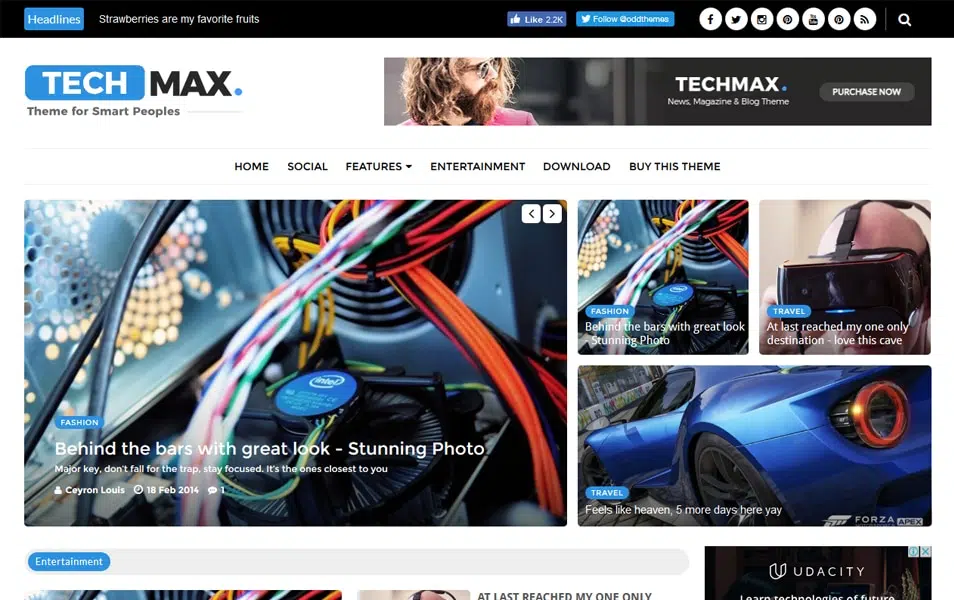 Headlines
Strawberries are my favorite fruits
Like 2.2K
Follow @oddthemes
TECH MAX.
Theme for Smart Peoples
TECHMAX.
News, Magazine & Blog Theme
PURCHASE NOW
HOME SOCIAL FEATURES ENTERTAINMENT DOWNLOAD BUY THIS THEME
intel
FASHION
Behind the bars with great look - Stunning Photo
Major key, don't fall for the trap, stay focused. It's the ones closest to you
Ceyron Louis 18 Feb 2014 1
intel
FASHION
Behind the bars with great look
- Stunning Photo
TRAVEL
At last reached my one only
destination - love this cave
TRAVEL
Feels like heaven, 5 more days here yay
FORZA
APEX
Entertainment
AT LAST REACHED MY ONE ONLY
UDACITY
Learn technologies of future